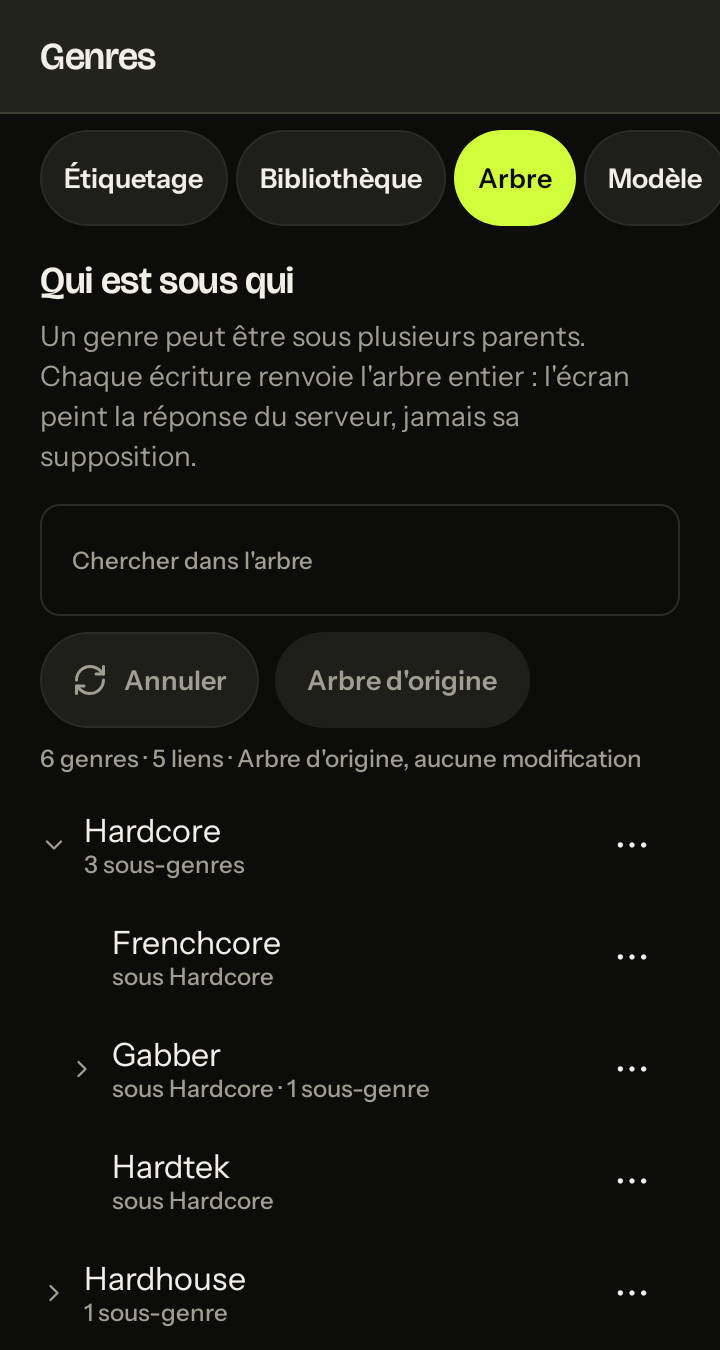 Genres
Étiquetage Bibliothèque Arbre Modèle
Qui est sous qui
Un genre peut être sous plusieurs parents.
Chaque écriture renvoie l'arbre entier : l'écran
peint la réponse du serveur, jamais sa
supposition.
Chercher dans l'arbre
Annuler Arbre d'origine
6 genres · 5 liens · Arbre d'origine, aucune modification
Hardcore
3 sous-genres
Frenchcore
sous Hardcore
Gabber
sous Hardcore · 1 sous-genre
Hardtek
sous Hardcore
Hardhouse
1 sous-genre